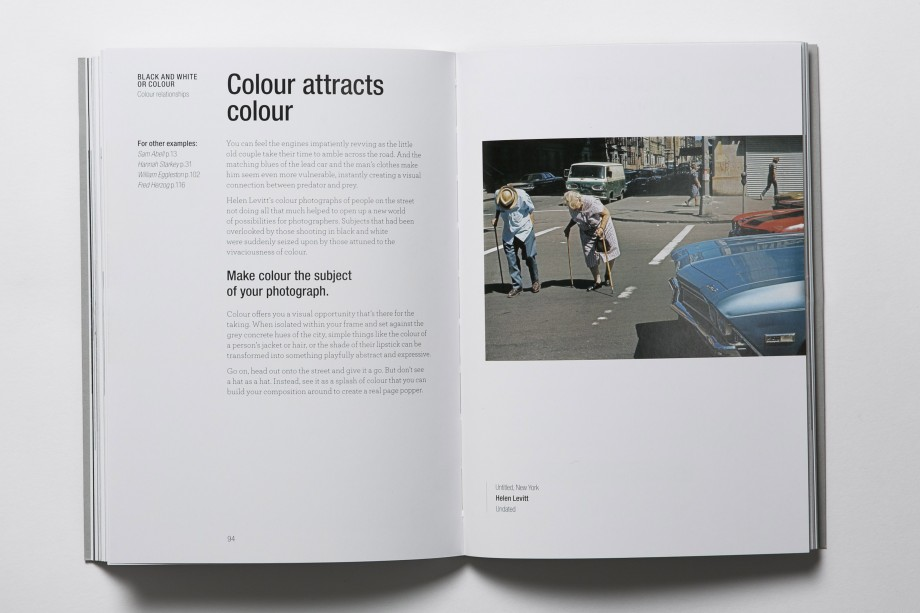 BLACK AND WHITE
OR COLOUR
Colour relationships
For other examples:
Sam Abell p.13
Hannah Starkey p.31
William Eggleston p.102
Fred Herzog p.116
Colour attracts
colour
You can feel the engines impatiently revving as the little
old couple take their time to amble across the road. And the
matching blues of the lead car and the man's clothes make
him seem even more vulnerable, instantly creating a visual
connection between predator and prey.
Helen Levitt's colour photographs of people on the street
not doing all that much helped to open up a new world
of possibilities for photographers. Subjects that had been
overlooked by those shooting in black and white
were suddenly seized upon by those attuned to the
vivaciousness of colour.
Make colour the subject
of your photograph.
Colour offers you a visual opportunity that's there for the
taking. When isolated within your frame and set against the
grey concrete hues of the city, simple things like the colour of
a person's jacket or hair, or the shade of their lipstick can be
transformed into something playfully abstract and expressive.
Go on, head out onto the street and give it a go. But don't see
a hat as a hat. Instead, see it as a splash of colour that you can
build your composition around to create a real page popper.
94
Untitled, New York
Helen Levitt
Undated